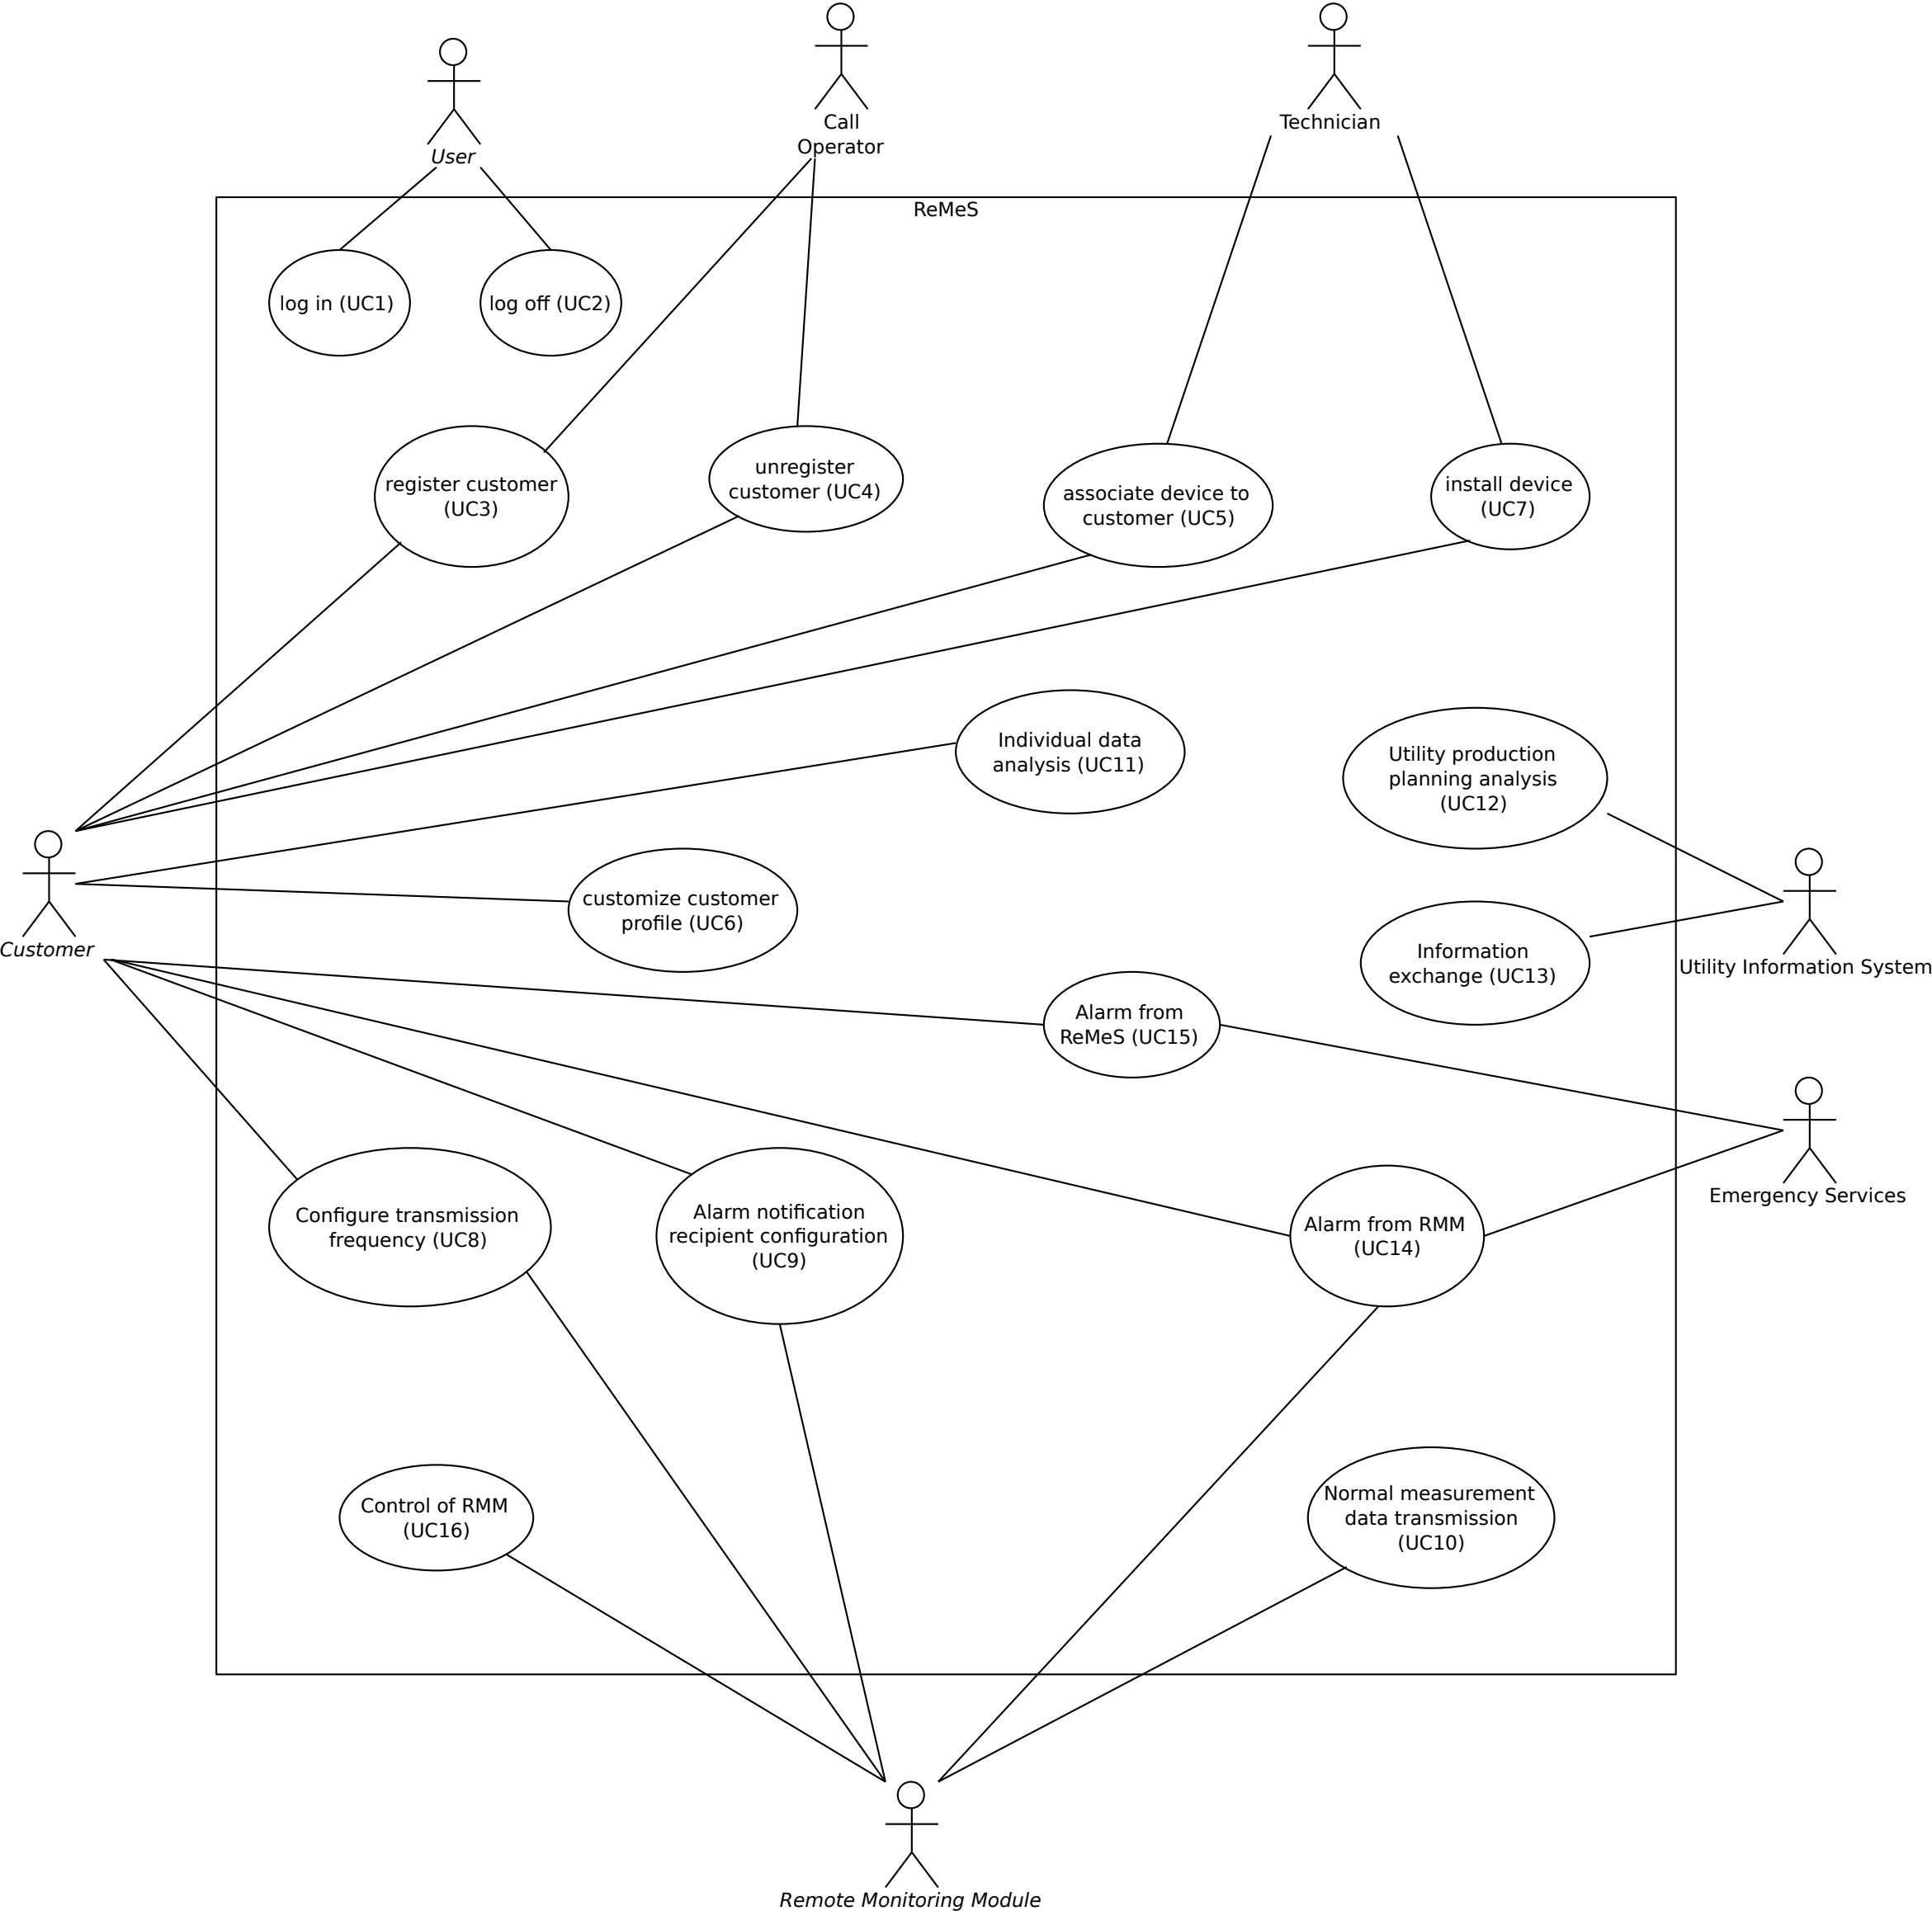 Call
Operator
Technician
User
ReMeS
log in (UC1)
log off (UC2)
register customer
(UC3)
unregister
customer (UC4)
associate device to
customer (UC5)
install device
(UC7)
Individual data
analysis (UC11)
Utility production
planning analysis
(UC12)
customize customer
profile (UC6)
Customer
Information
exchange (UC13)
Utility Information System
Alarm from
ReMeS (UC15)
Emergency Services
Configure transmission
frequency (UC8)
Alarm notification
recipient configuration
(UC9)
Alarm from RMM
(UC14)
Control of RMM
(UC16)
Normal measurement
data transmission
(UC10)
Remote Monitoring Module